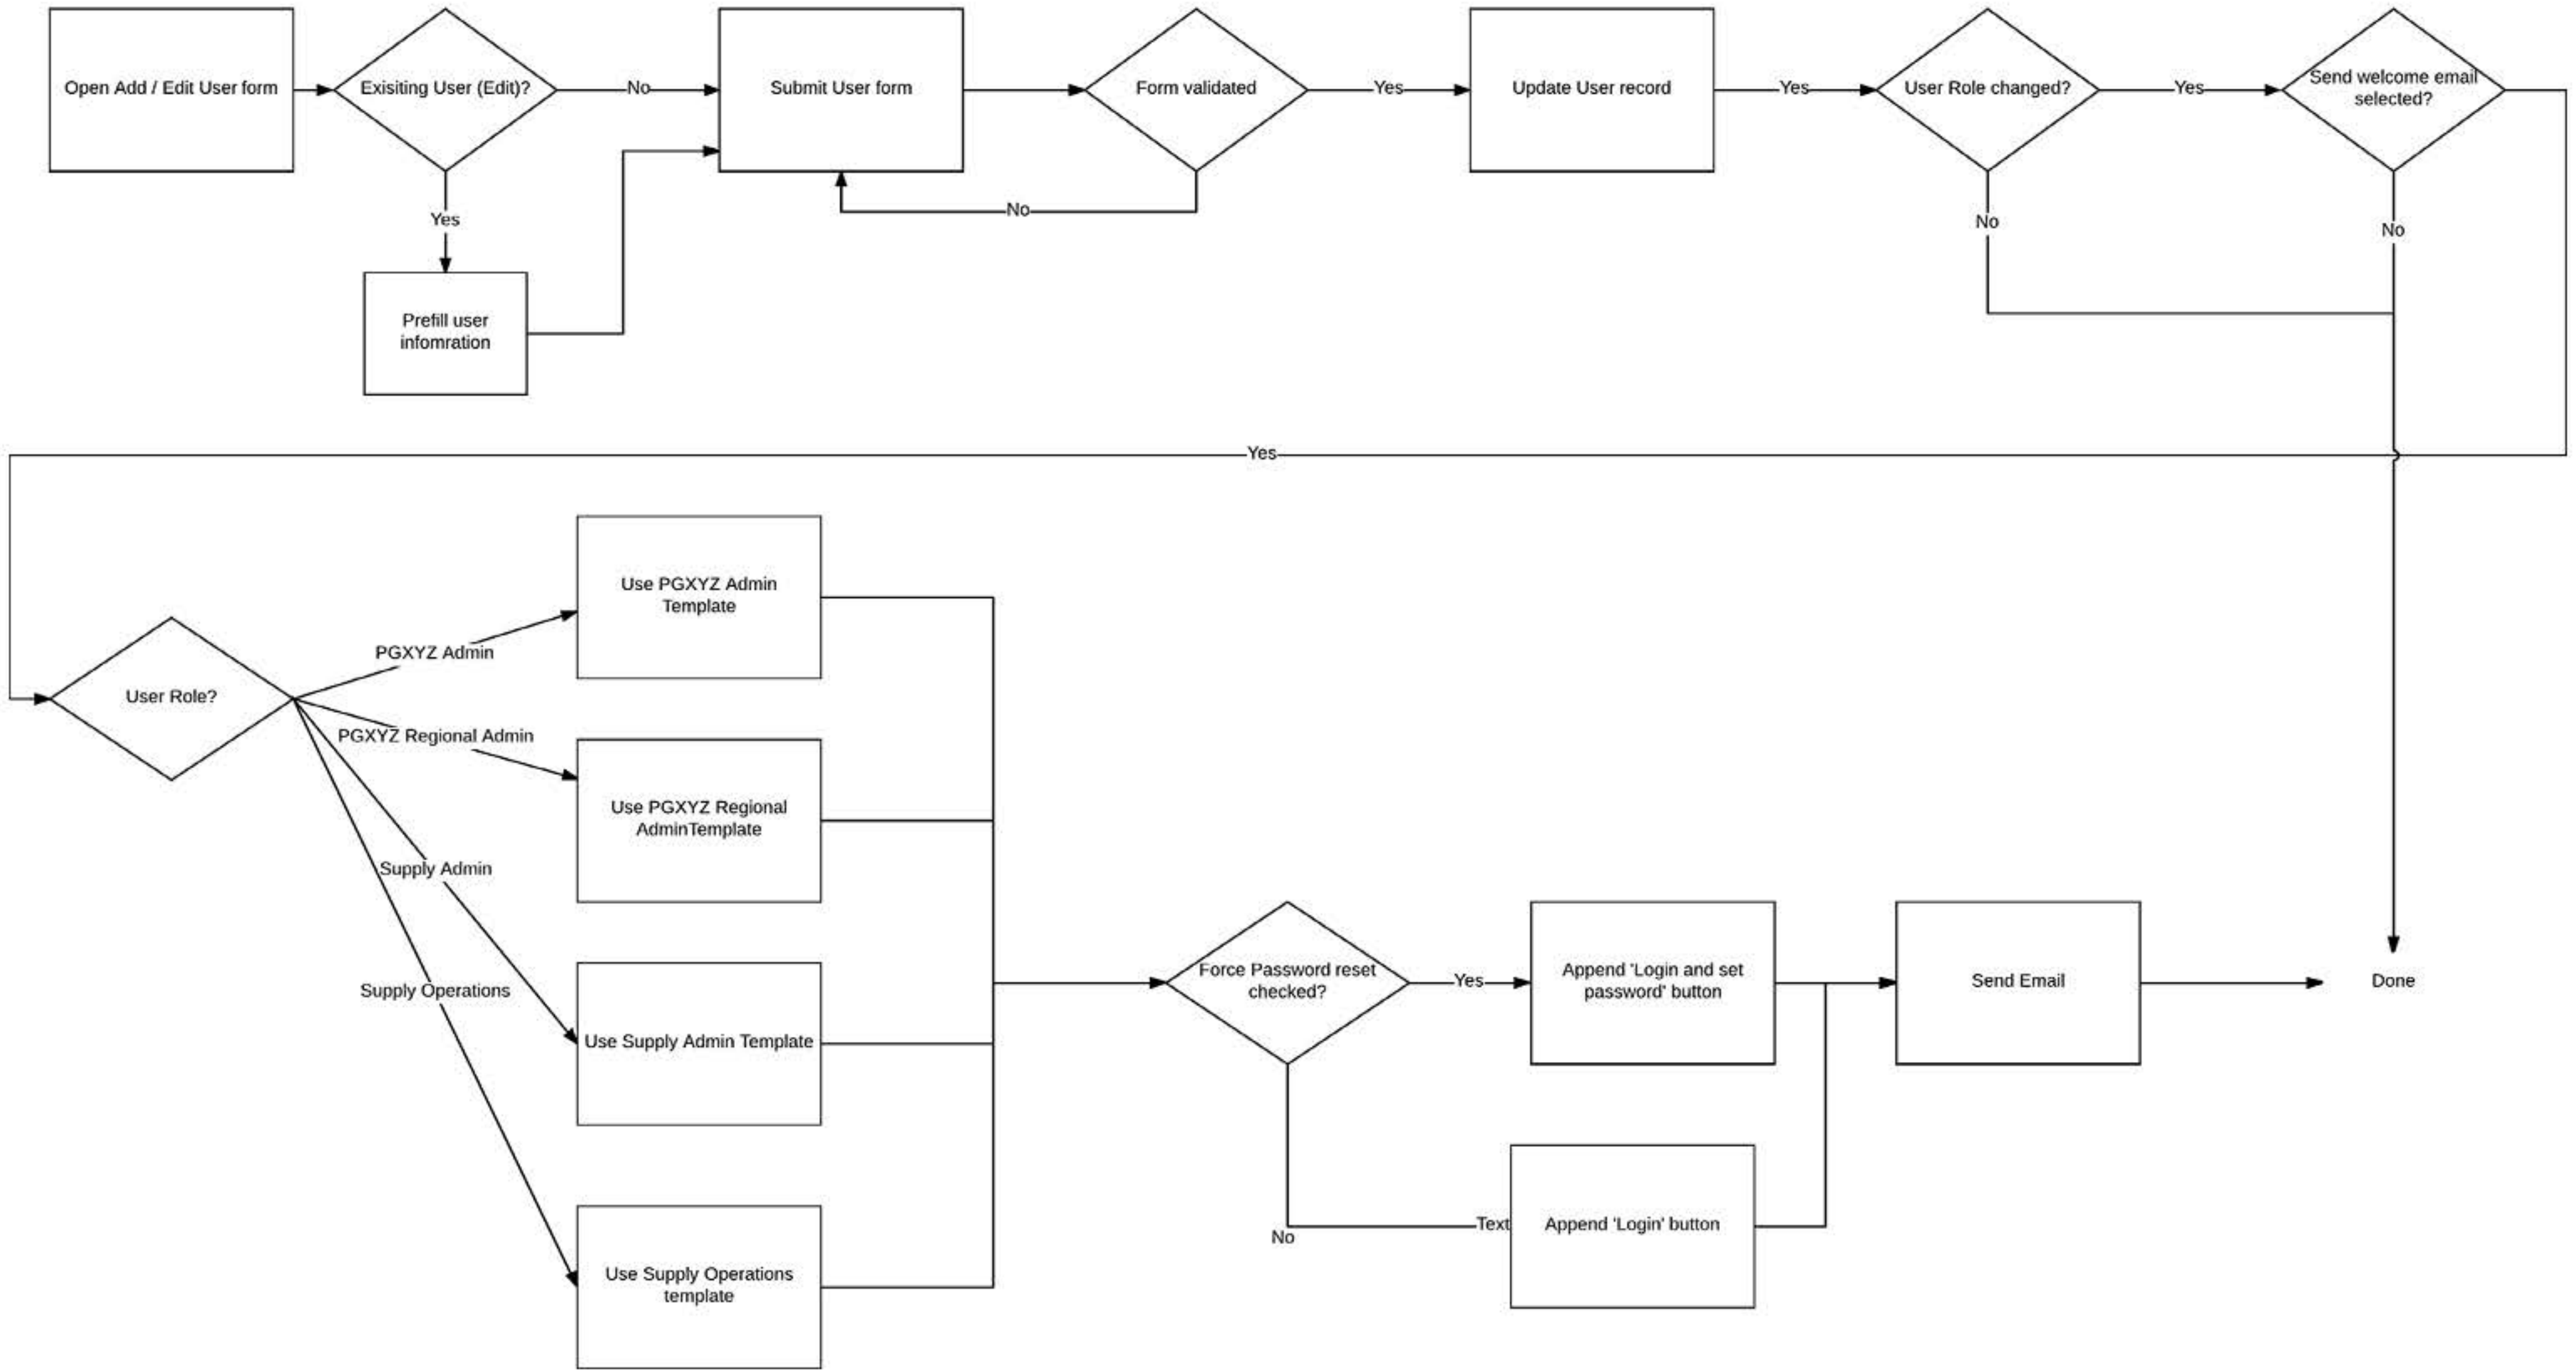 Open Add / Edit User form
Exisiting User (Edit)?
No
Submit User form
Form validated
Yes
Update User record
Yes
User Role changed?
Yes
Send welcome email
selected?
Yes
No
No
No
Prefill user
infomration
Yes
Use PGXYZ Admin
Template
PGXYZ Admin
User Role?
PGXYZ Regional Admin
Use PGXYZ Regional
AdminTemplate
Supply Admin
Supply Operations
Use Supply Admin Template
Force Password reset
checked?
Yes
Append 'Login and set
password' button
Send Email
Done
No
Text
Append 'Login' button
Use Supply Operations
template